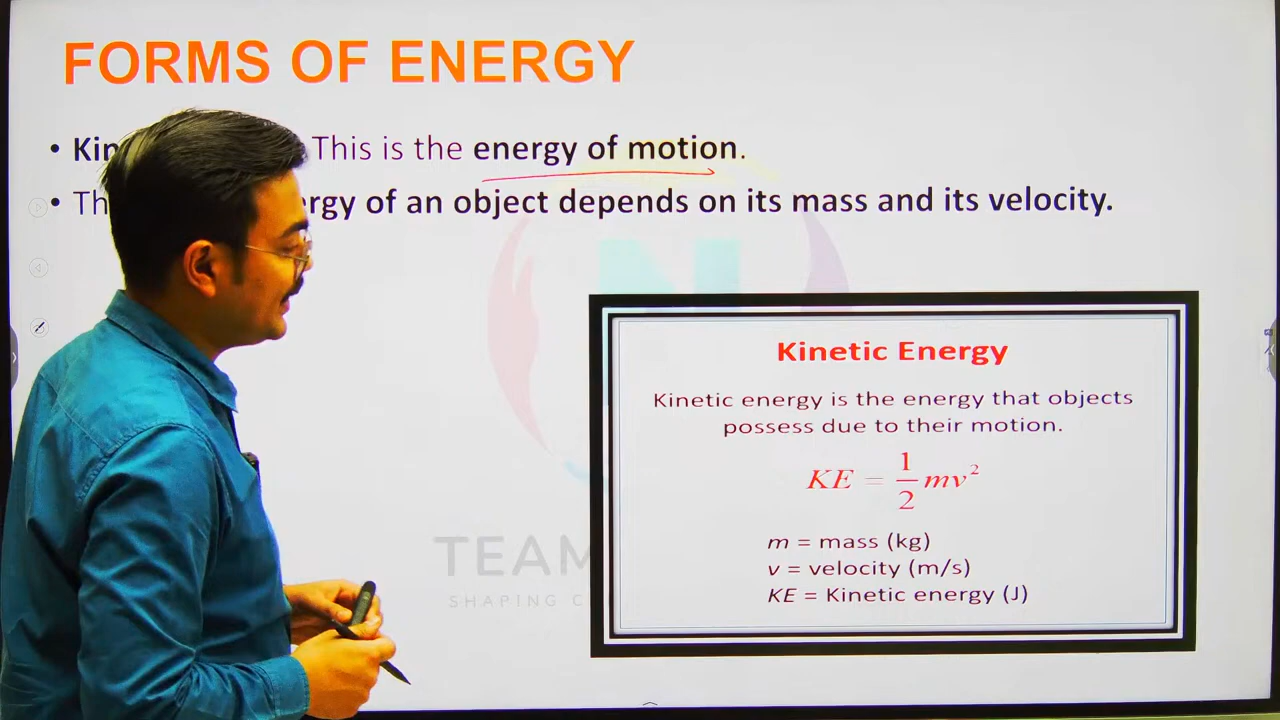 FORMS OF ENERGY
• Kin This is the energy of motion.
• Th rgy of an object depends on its mass and its velocity.
Kinetic Energy
Kinetic energy is the energy that objects
possess due to their motion.
KE = 1/2 mv²
m = mass (kg)
v = velocity (m/s)
KE = Kinetic energy (J)
TEAM
SHAPING C